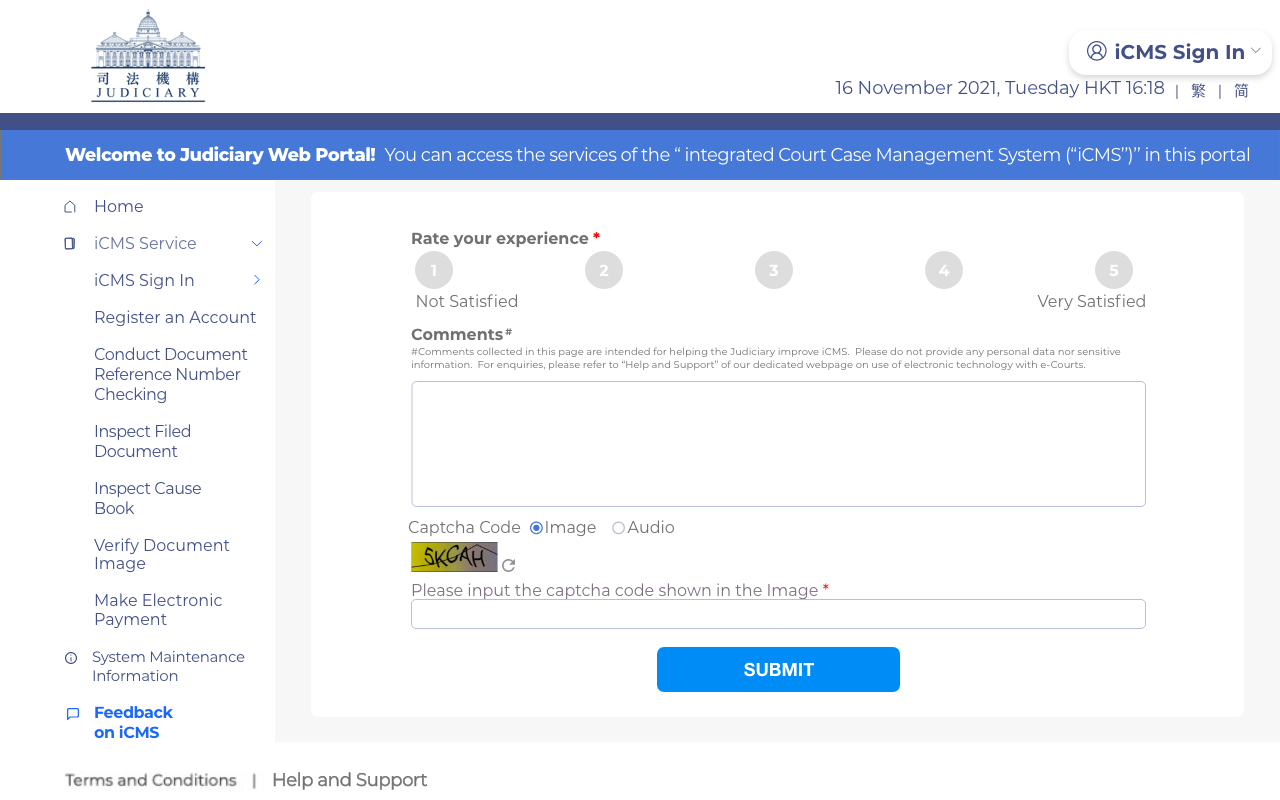 司法機構
JUDICIARY
iCMS Sign In
16 November 2021, Tuesday HKT 16:18 | 繁 | 简
Welcome to Judiciary Web Portal! You can access the services of the “ integrated Court Case Management System (“iCMS”)” in this portal
Home
iCMS Service
iCMS Sign In
Register an Account
Conduct Document
Reference Number
Checking
Inspect Filed
Document
Inspect Cause
Book
Verify Document
Image
Make Electronic
Payment
System Maintenance
Information
Feedback
on iCMS
Rate your experience *
1 2 3 4 5
Not Satisfied Very Satisfied
Comments#
#Comments collected in this page are intended for helping the Judiciary improve iCMS. Please do not provide any personal data nor sensitive
information. For enquiries, please refer to “Help and Support” of our dedicated webpage on use of electronic technology with e-Courts.
Captcha Code Image Audio
5KCAH
Please input the captcha code shown in the Image *
SUBMIT
Terms and Conditions | Help and Support